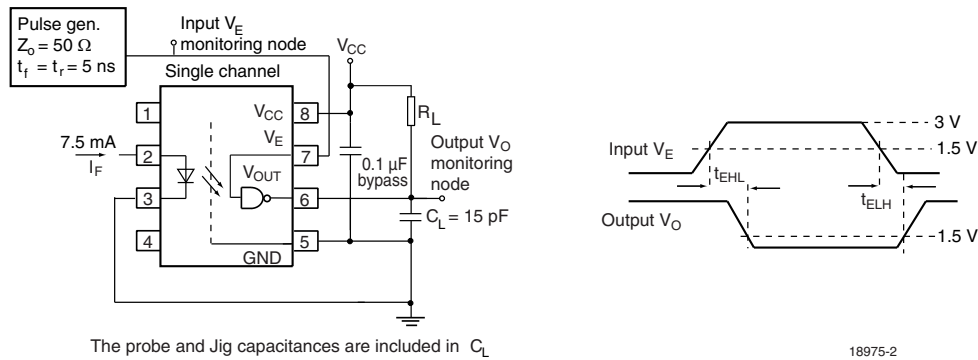 Pulse gen.
Z_o = 50 Ω
t_f = t_r = 5 ns
Input V_E
monitoring node
V_CC
Single channel
1
2
3
4
8
7
6
5
V_CC
V_E
V_OUT
GND
7.5 mA
I_F
R_L
0.1 µF
bypass
Output V_O
monitoring
node
C_L = 15 pF
The probe and Jig capacitances are included in C_L
Input V_E
3 V
1.5 V
t_EHL
t_ELH
Output V_O
1.5 V
18975-2